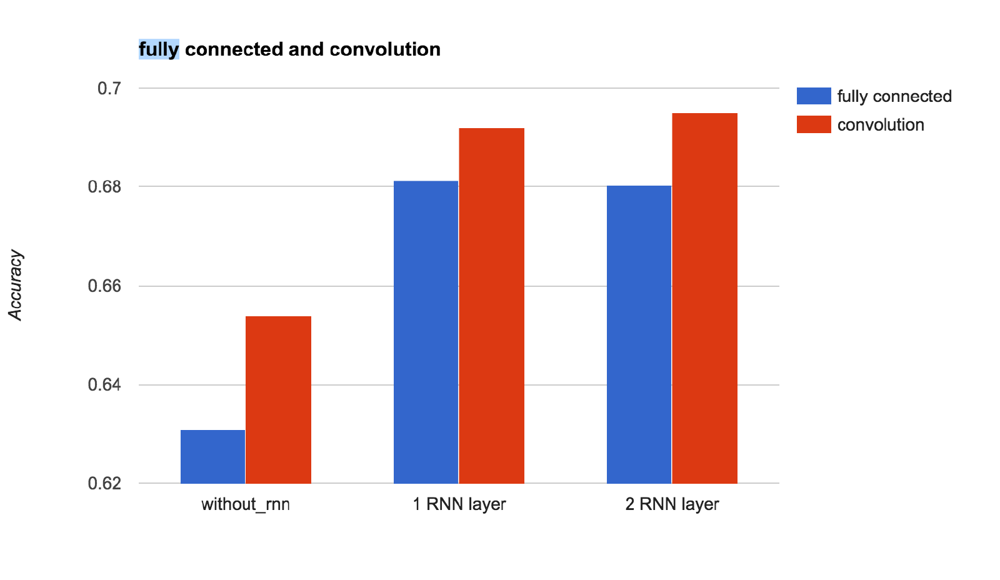 fully connected and convolution
0.7
0.68
0.66
0.64
0.62
Accuracy
without_rnn
1 RNN layer
2 RNN layer
fully connected
convolution